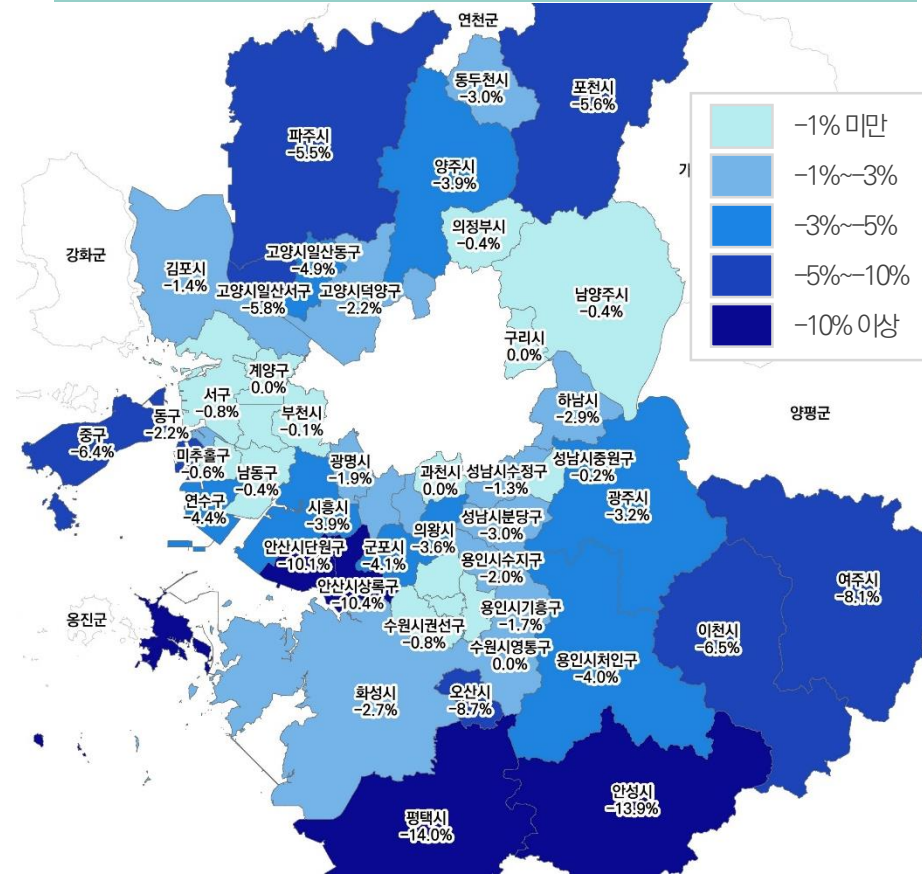 연천군
동두천시
-3.0%
포천시
-5.6%
파주시
-5.5%
양주시
-3.9%
의정부시
-0.4%
강화군
김포시
-1.4%
고양시일산동구
-4.9%
고양시일산서구
-5.8%
고양시덕양구
-2.2%
남양주시
-0.4%
구리시
0.0%
계양구
0.0%
서구
-0.8%
부천시
-0.1%
하남시
-2.9%
양평군
동구
-2.2%
중구
-6.4%
미추홀구
-0.6%
남동구
-0.4%
광명시
-1.9%
과천시
0.0%
성남시수정구
-1.3%
성남시중원구
-0.2%
연수구
-4.4%
시흥시
-3.9%
의왕시
-3.6%
성남시분당구
-3.0%
광주시
-3.2%
안산시단원구
-10.1%
군포시
-4.1%
안산시상록구
-10.4%
용인시수지구
-2.0%
여주시
-8.1%
옹진군
수원시권선구
-0.8%
용인시기흥구
-1.7%
수원시영통구
0.0%
용인시처인구
-4.0%
이천시
-6.5%
화성시
-2.7%
오산시
-8.7%
평택시
-14.0%
안성시
-13.9%
가
-1% 미만
-1%~-3%
-3%~-5%
-5%~-10%
-10% 이상